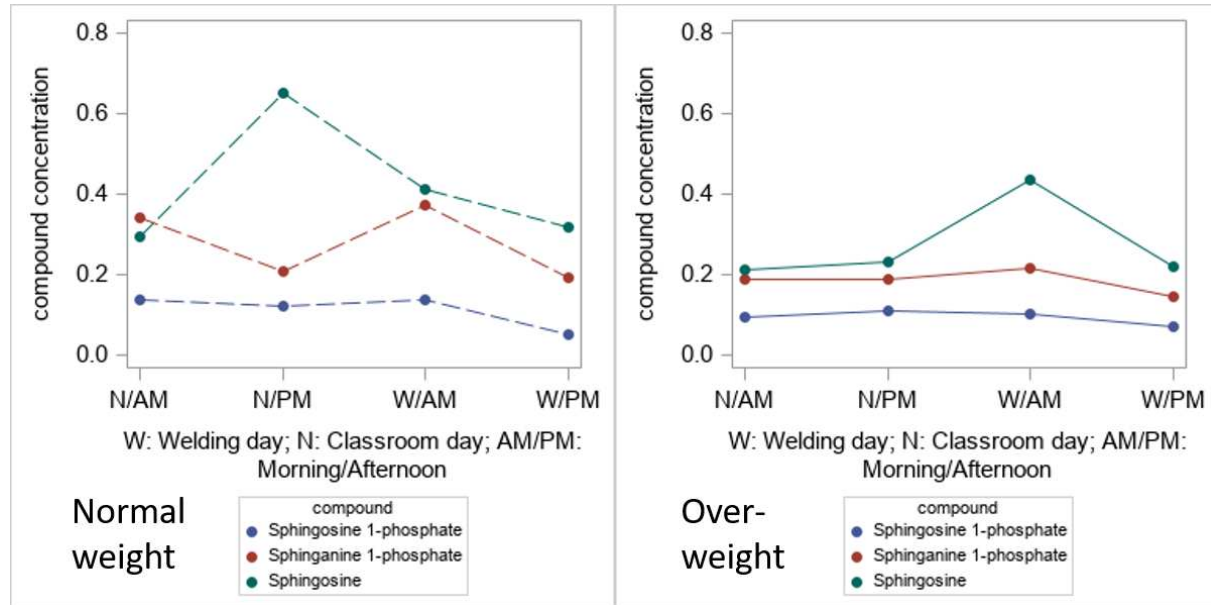 compound concentration
0.8
0.6
0.4
0.2
0.0
N/AM N/PM W/AM W/PM
W: Welding day; N: Classroom day; AM/PM:
Morning/Afternoon
Normal
weight
compound
Sphingosine 1-phosphate
Sphinganine 1-phosphate
Sphingosine
compound concentration
0.8
0.6
0.4
0.2
0.0
N/AM N/PM W/AM W/PM
W: Welding day; N: Classroom day; AM/PM:
Morning/Afternoon
Over-
weight
compound
Sphingosine 1-phosphate
Sphinganine 1-phosphate
Sphingosine